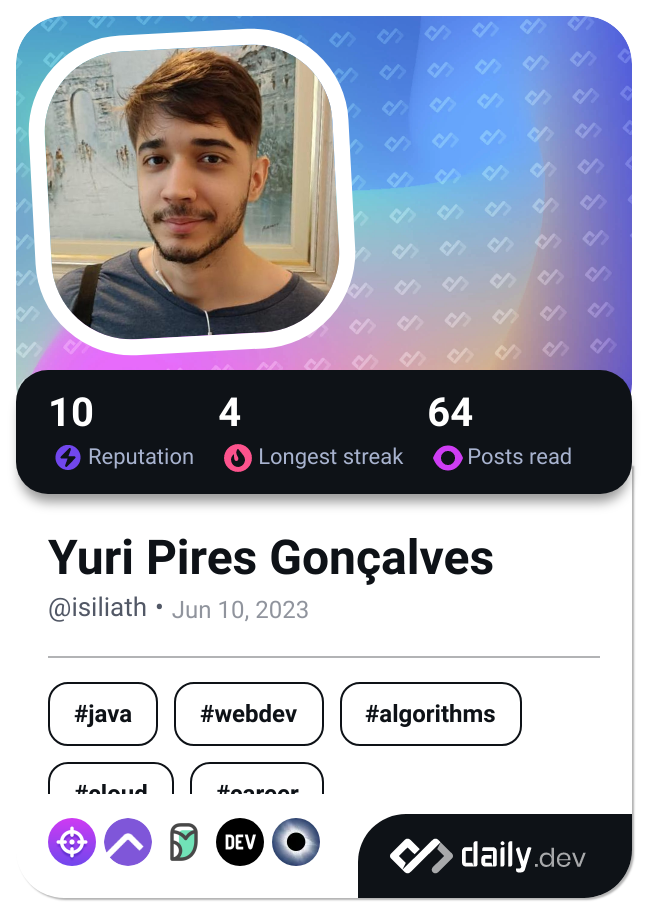 10 4 64
Reputation Longest streak Posts read
Yuri Pires Gonçalves
@isiliath • Jun 10, 2023
#java #webdev #algorithms
#cloud #career
DEV daily.dev